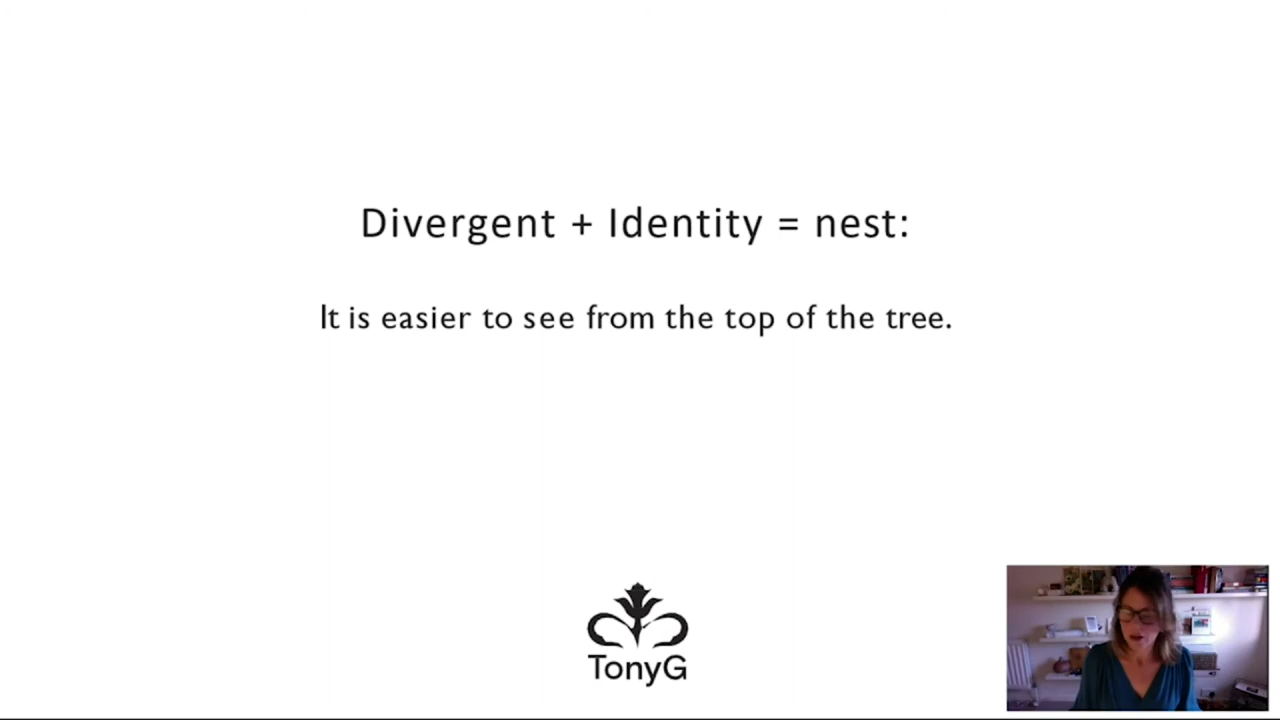 Divergent + Identity = nest:
It is easier to see from the top of the tree.
TonyG